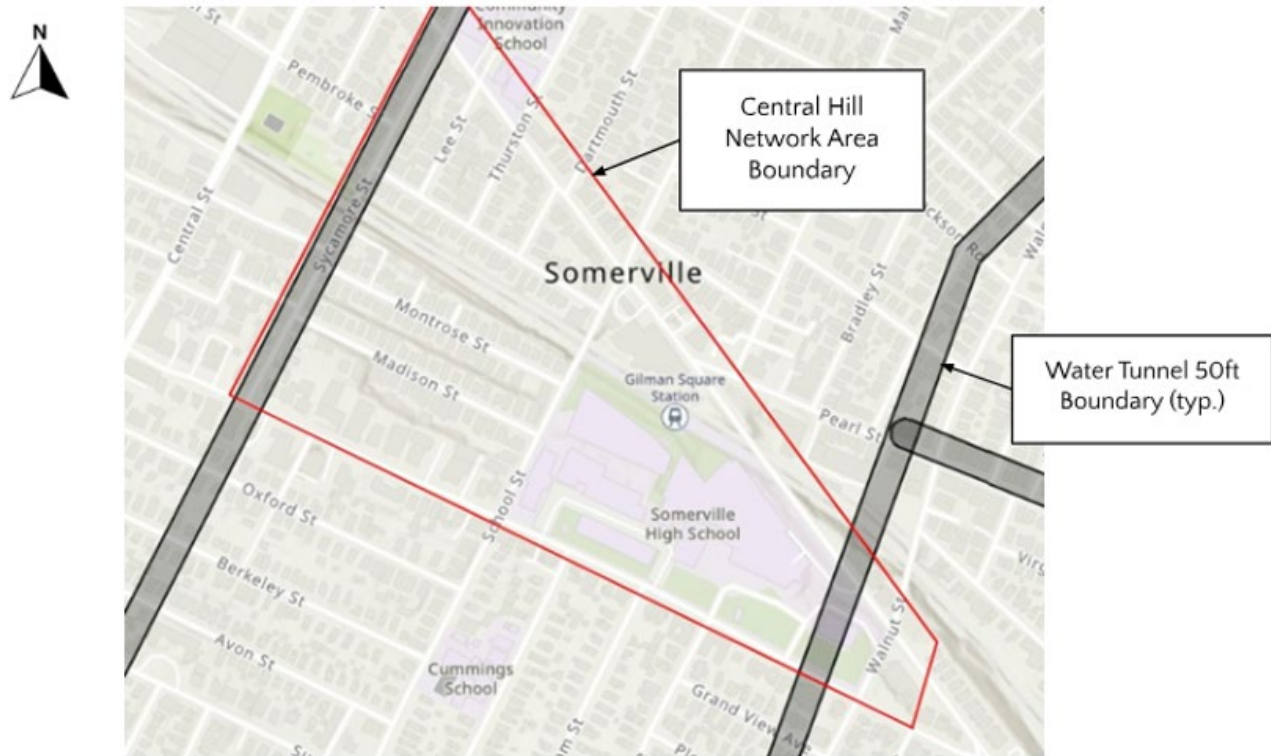 N
Community
Innovation
School
Pembroke S
Lee St
Thurston S
Dartmouth St
Central Hill
Network Area
Boundary
Central St
Sycamore St
Somerville
Bradley St
Montrose St
Madison St
Gilman Square
Station
Pearl St
Water Tunnel 50ft
Boundary (typ.)
School St
Oxford St
Somerville
High School
Berkeley St
Walnut St
Avon St
Cummings
School
Grand View Ave